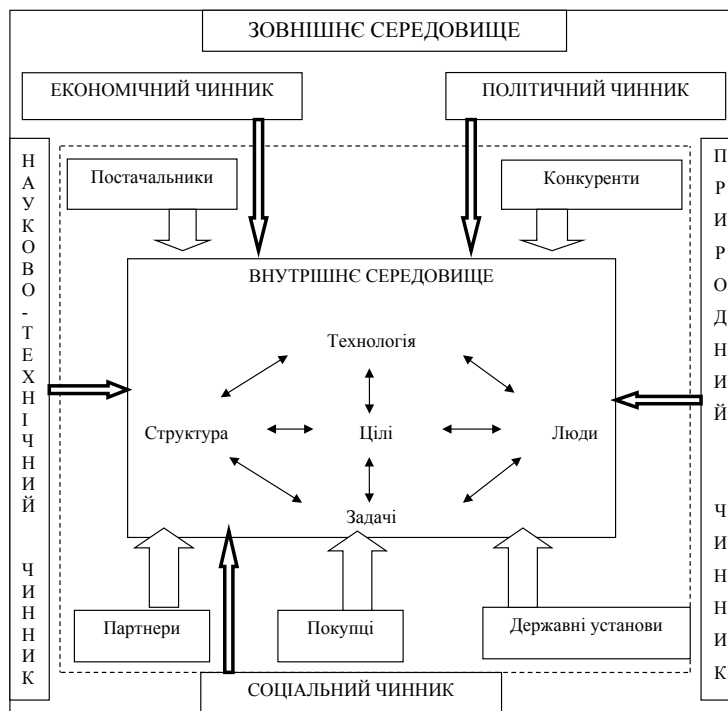 ЗОВНІШНЄ СЕРЕДОВИЩЕ
ЕКОНОМІЧНИЙ ЧИННИК
ПОЛІТИЧНИЙ ЧИННИК
НАУКОВО-ТЕХНІЧНИЙ ЧИННИК
ПРИРОДНИЙ ЧИННИК
Постачальники
Конкуренти
ВНУТРІШНЄ СЕРЕДОВИЩЕ
Технологія
Структура
Цілі
Люди
Задачі
Партнери
Покупці
Державні установи
СОЦІАЛЬНИЙ ЧИННИК